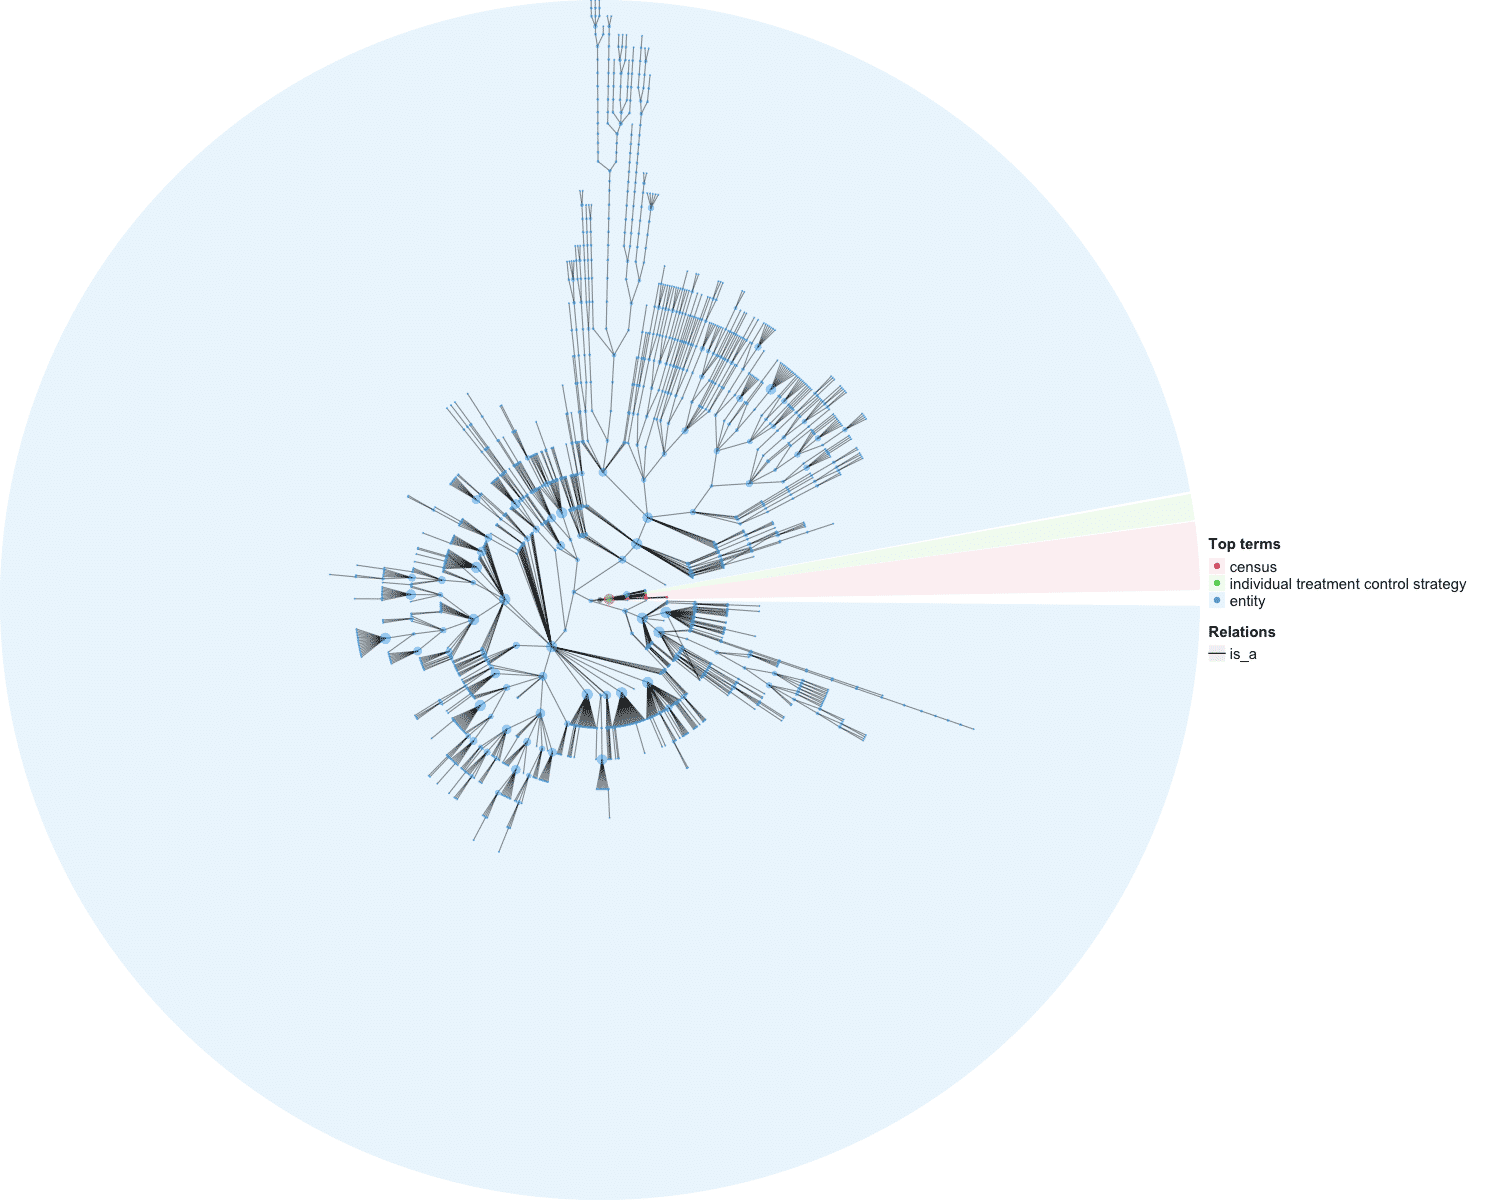 Top terms
census
individual treatment control strategy
entity
Relations
is_a